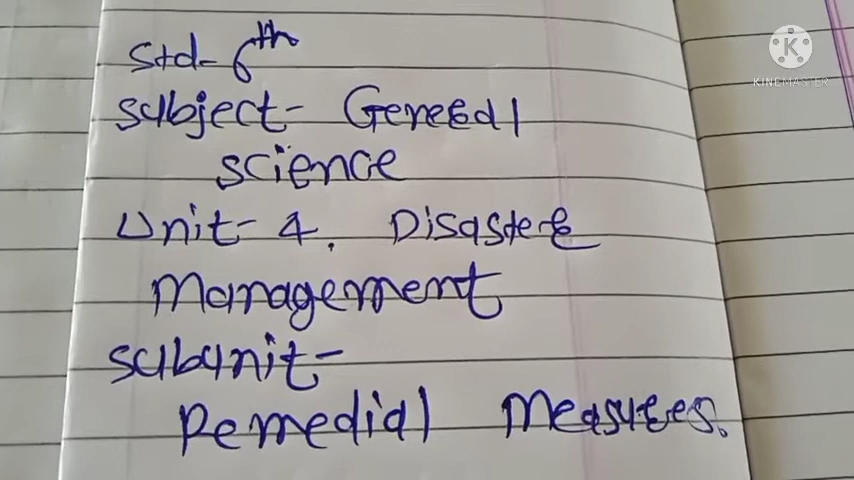 Std- 6th
Subject- General
science
Unit- 4. Disaster
Management
Subunit-
Remedial Measures.
K
KINEMASTER